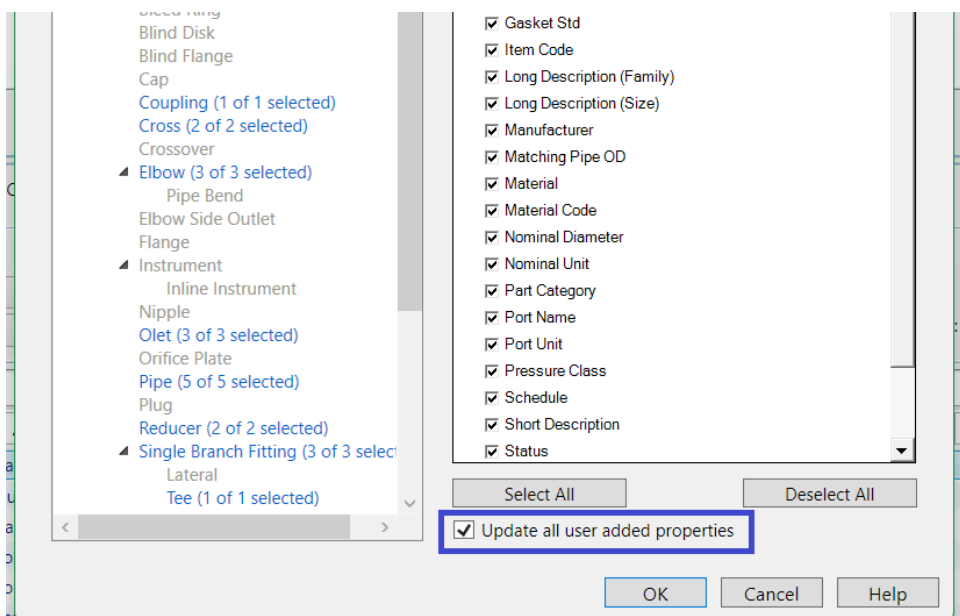 Bleed Ring
Blind Disk
Blind Flange
Cap
Coupling (1 of 1 selected)
Cross (2 of 2 selected)
Crossover
Elbow (3 of 3 selected)
Pipe Bend
Elbow Side Outlet
Flange
Instrument
Inline Instrument
Nipple
Olet (3 of 3 selected)
Orifice Plate
Pipe (5 of 5 selected)
Plug
Reducer (2 of 2 selected)
Single Branch Fitting (3 of 3 select
Lateral
Tee (1 of 1 selected)
Gasket Std
Item Code
Long Description (Family)
Long Description (Size)
Manufacturer
Matching Pipe OD
Material
Material Code
Nominal Diameter
Nominal Unit
Part Category
Port Name
Port Unit
Pressure Class
Schedule
Short Description
Status
Select All
Deselect All
Update all user added properties
OK
Cancel
Help